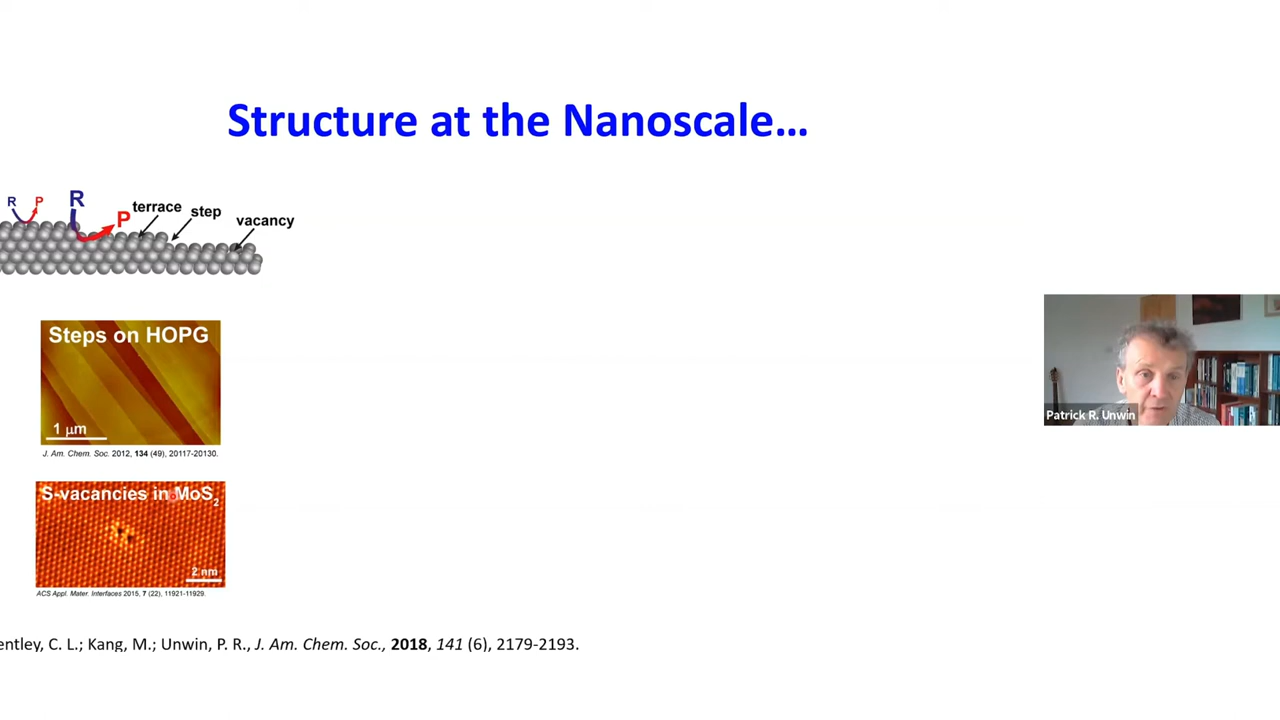 Structure at the Nanoscale…
R P R P terrace step vacancy
Steps on HOPG
1 μm
J. Am. Chem. Soc. 2012, 134 (49), 20117-20130.
S-vacancies in MoS2
2 nm
ACS Appl. Mater. Interfaces 2015, 7 (22), 11921-11929.
entley, C. L.; Kang, M.; Unwin, P. R., J. Am. Chem. Soc., 2018, 141 (6), 2179-2193.
Patrick R. Unwin